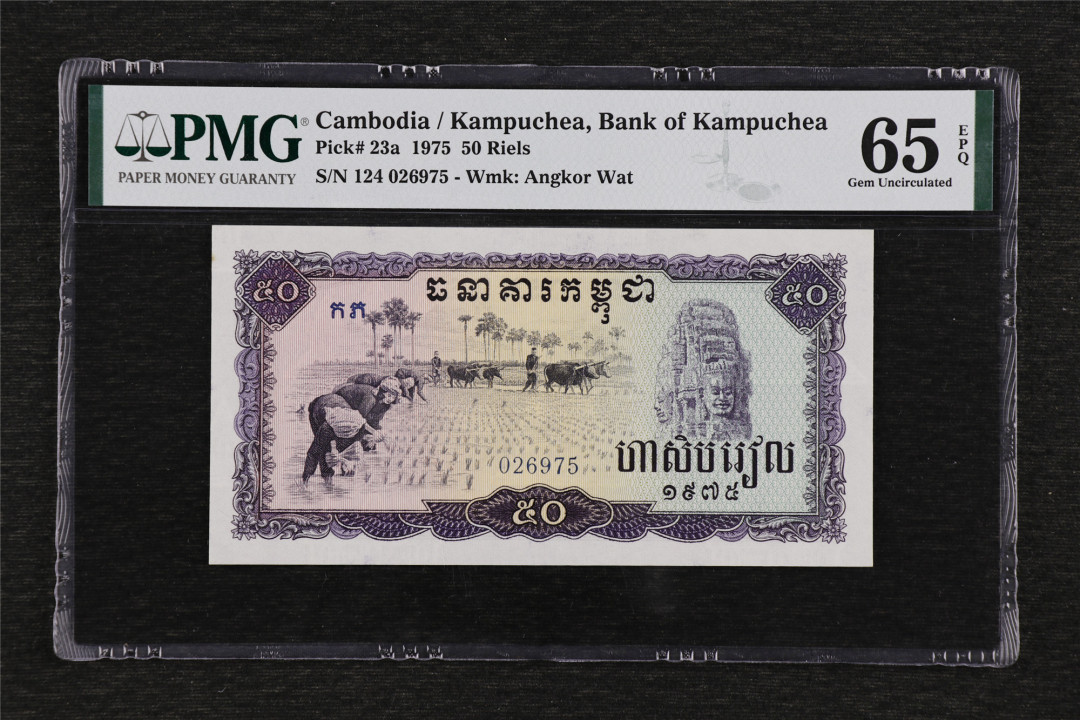 PMG®
PAPER MONEY GUARANTY
Cambodia / Kampuchea, Bank of Kampuchea
Pick# 23a 1975 50 Riels
S/N 124 026975 - Wmk: Angkor Wat
65
EPQ
Gem Uncirculated
៥០
ធនាគារកម្ពុជា
៥០
កភ
026975
ហាសិបរៀល
១៩៧៥
៥០